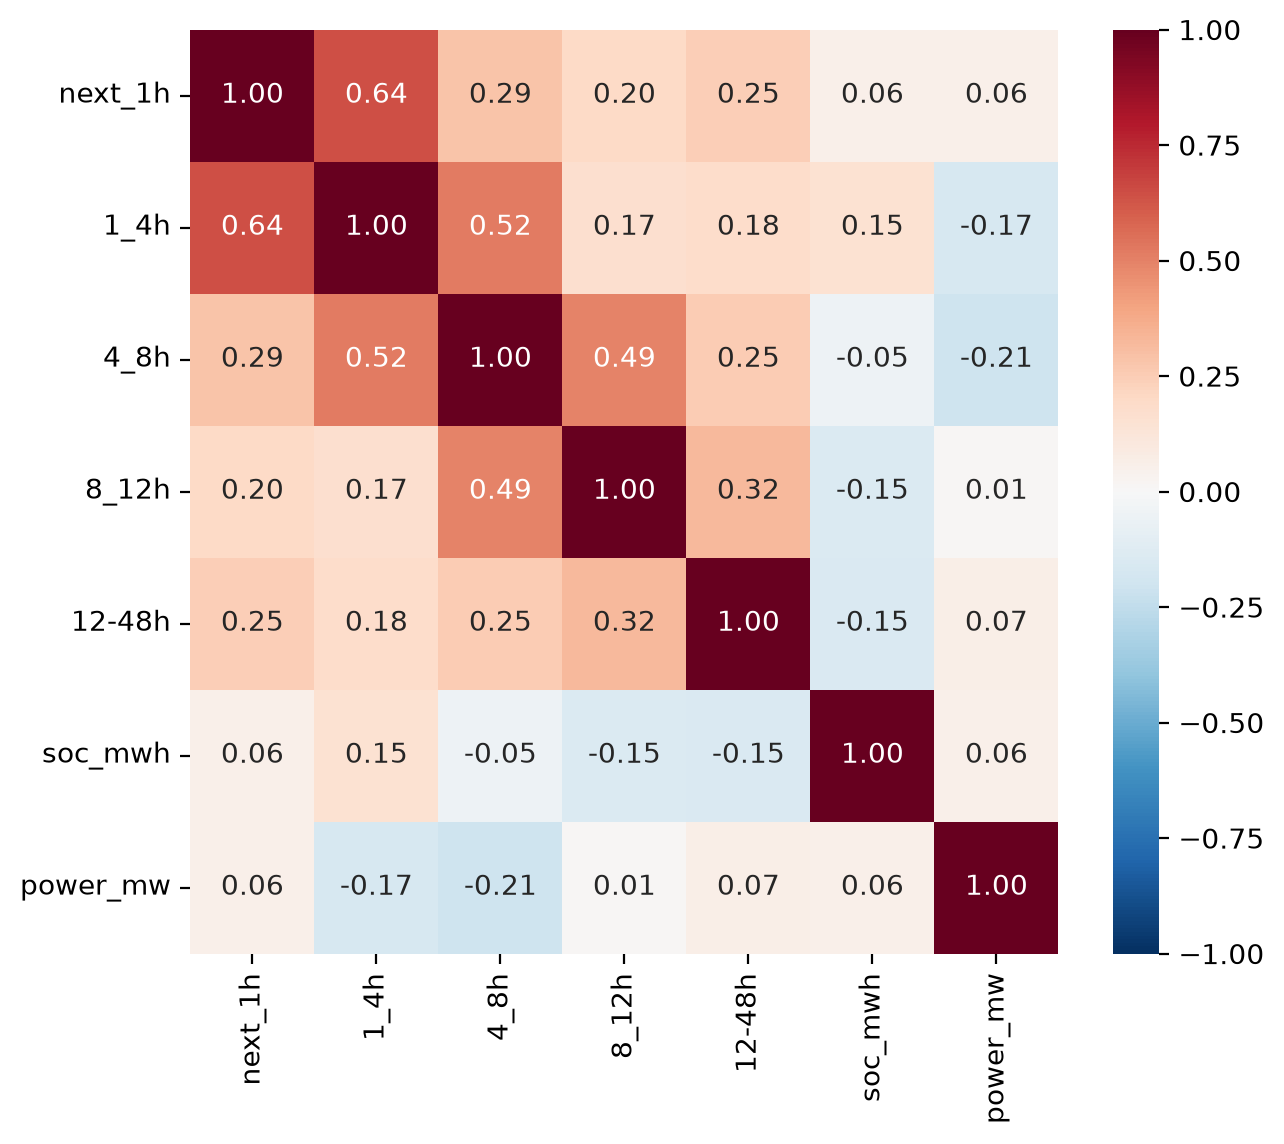 next_1h 1.00 0.64 0.29 0.20 0.25 0.06 0.06
1_4h 0.64 1.00 0.52 0.17 0.18 0.15 -0.17
4_8h 0.29 0.52 1.00 0.49 0.25 -0.05 -0.21
8_12h 0.20 0.17 0.49 1.00 0.32 -0.15 0.01
12-48h 0.25 0.18 0.25 0.32 1.00 -0.15 0.07
soc_mwh 0.06 0.15 -0.05 -0.15 -0.15 1.00 0.06
power_mw 0.06 -0.17 -0.21 0.01 0.07 0.06 1.00
next_1h 1_4h 4_8h 8_12h 12-48h soc_mwh power_mw
1.00
0.75
0.50
0.25
0.00
−0.25
−0.50
−0.75
−1.00